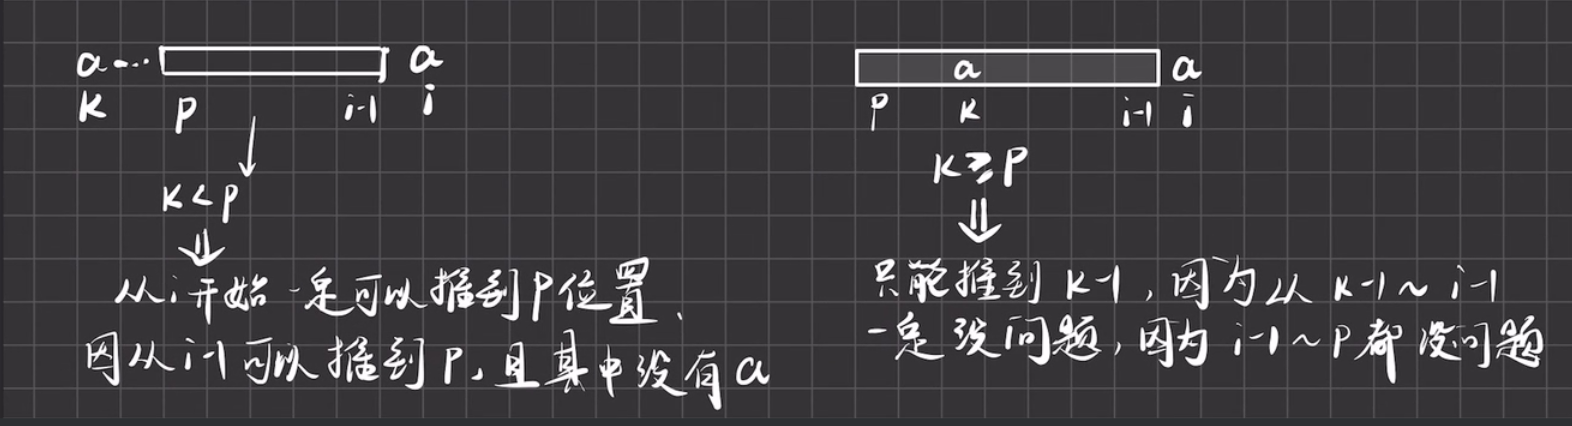 a... a
K P i-1 i
K<P
⇓
从i开始一定可以推到P位置,
因从i-1可以推到P,且其中没有a
a a
P K i-1 i
K≥P
⇓
只能推到K-1,因为从K-1~i-1
一定没问题,因为i-1~P都没问题